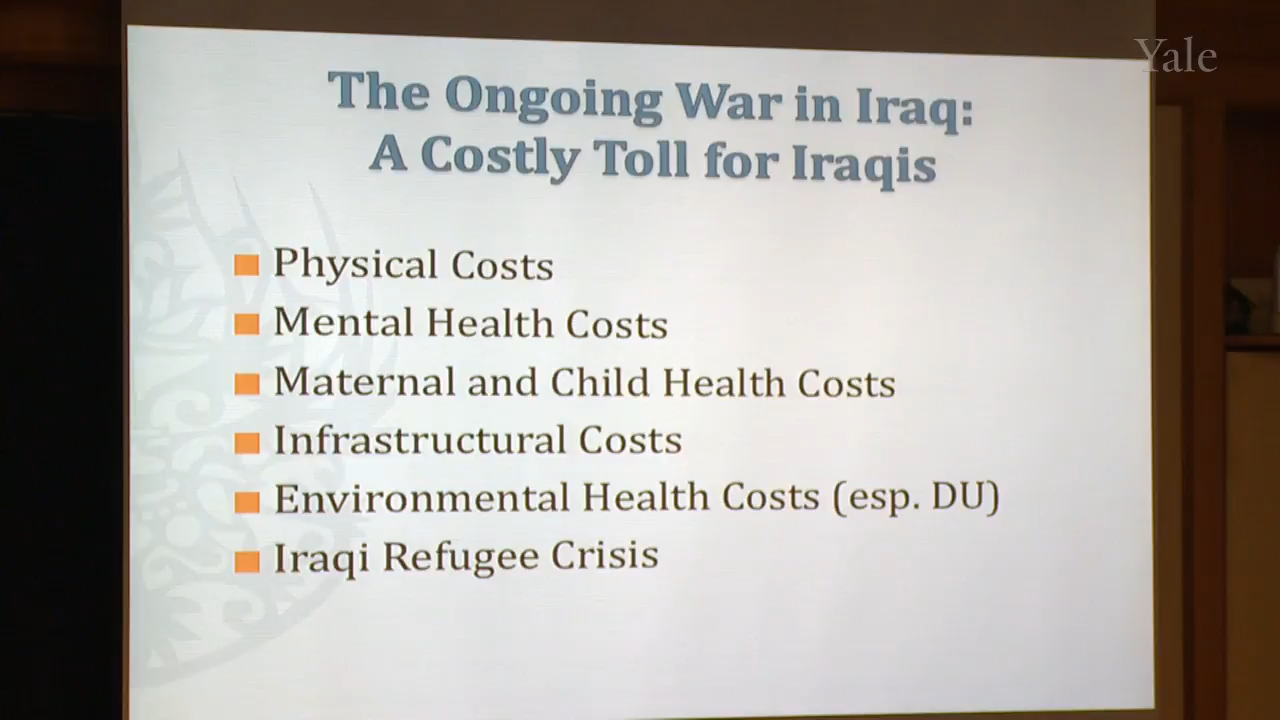 Yale
The Ongoing War in Iraq:
A Costly Toll for Iraqis
Physical Costs
Mental Health Costs
Maternal and Child Health Costs
Infrastructural Costs
Environmental Health Costs (esp. DU)
Iraqi Refugee Crisis